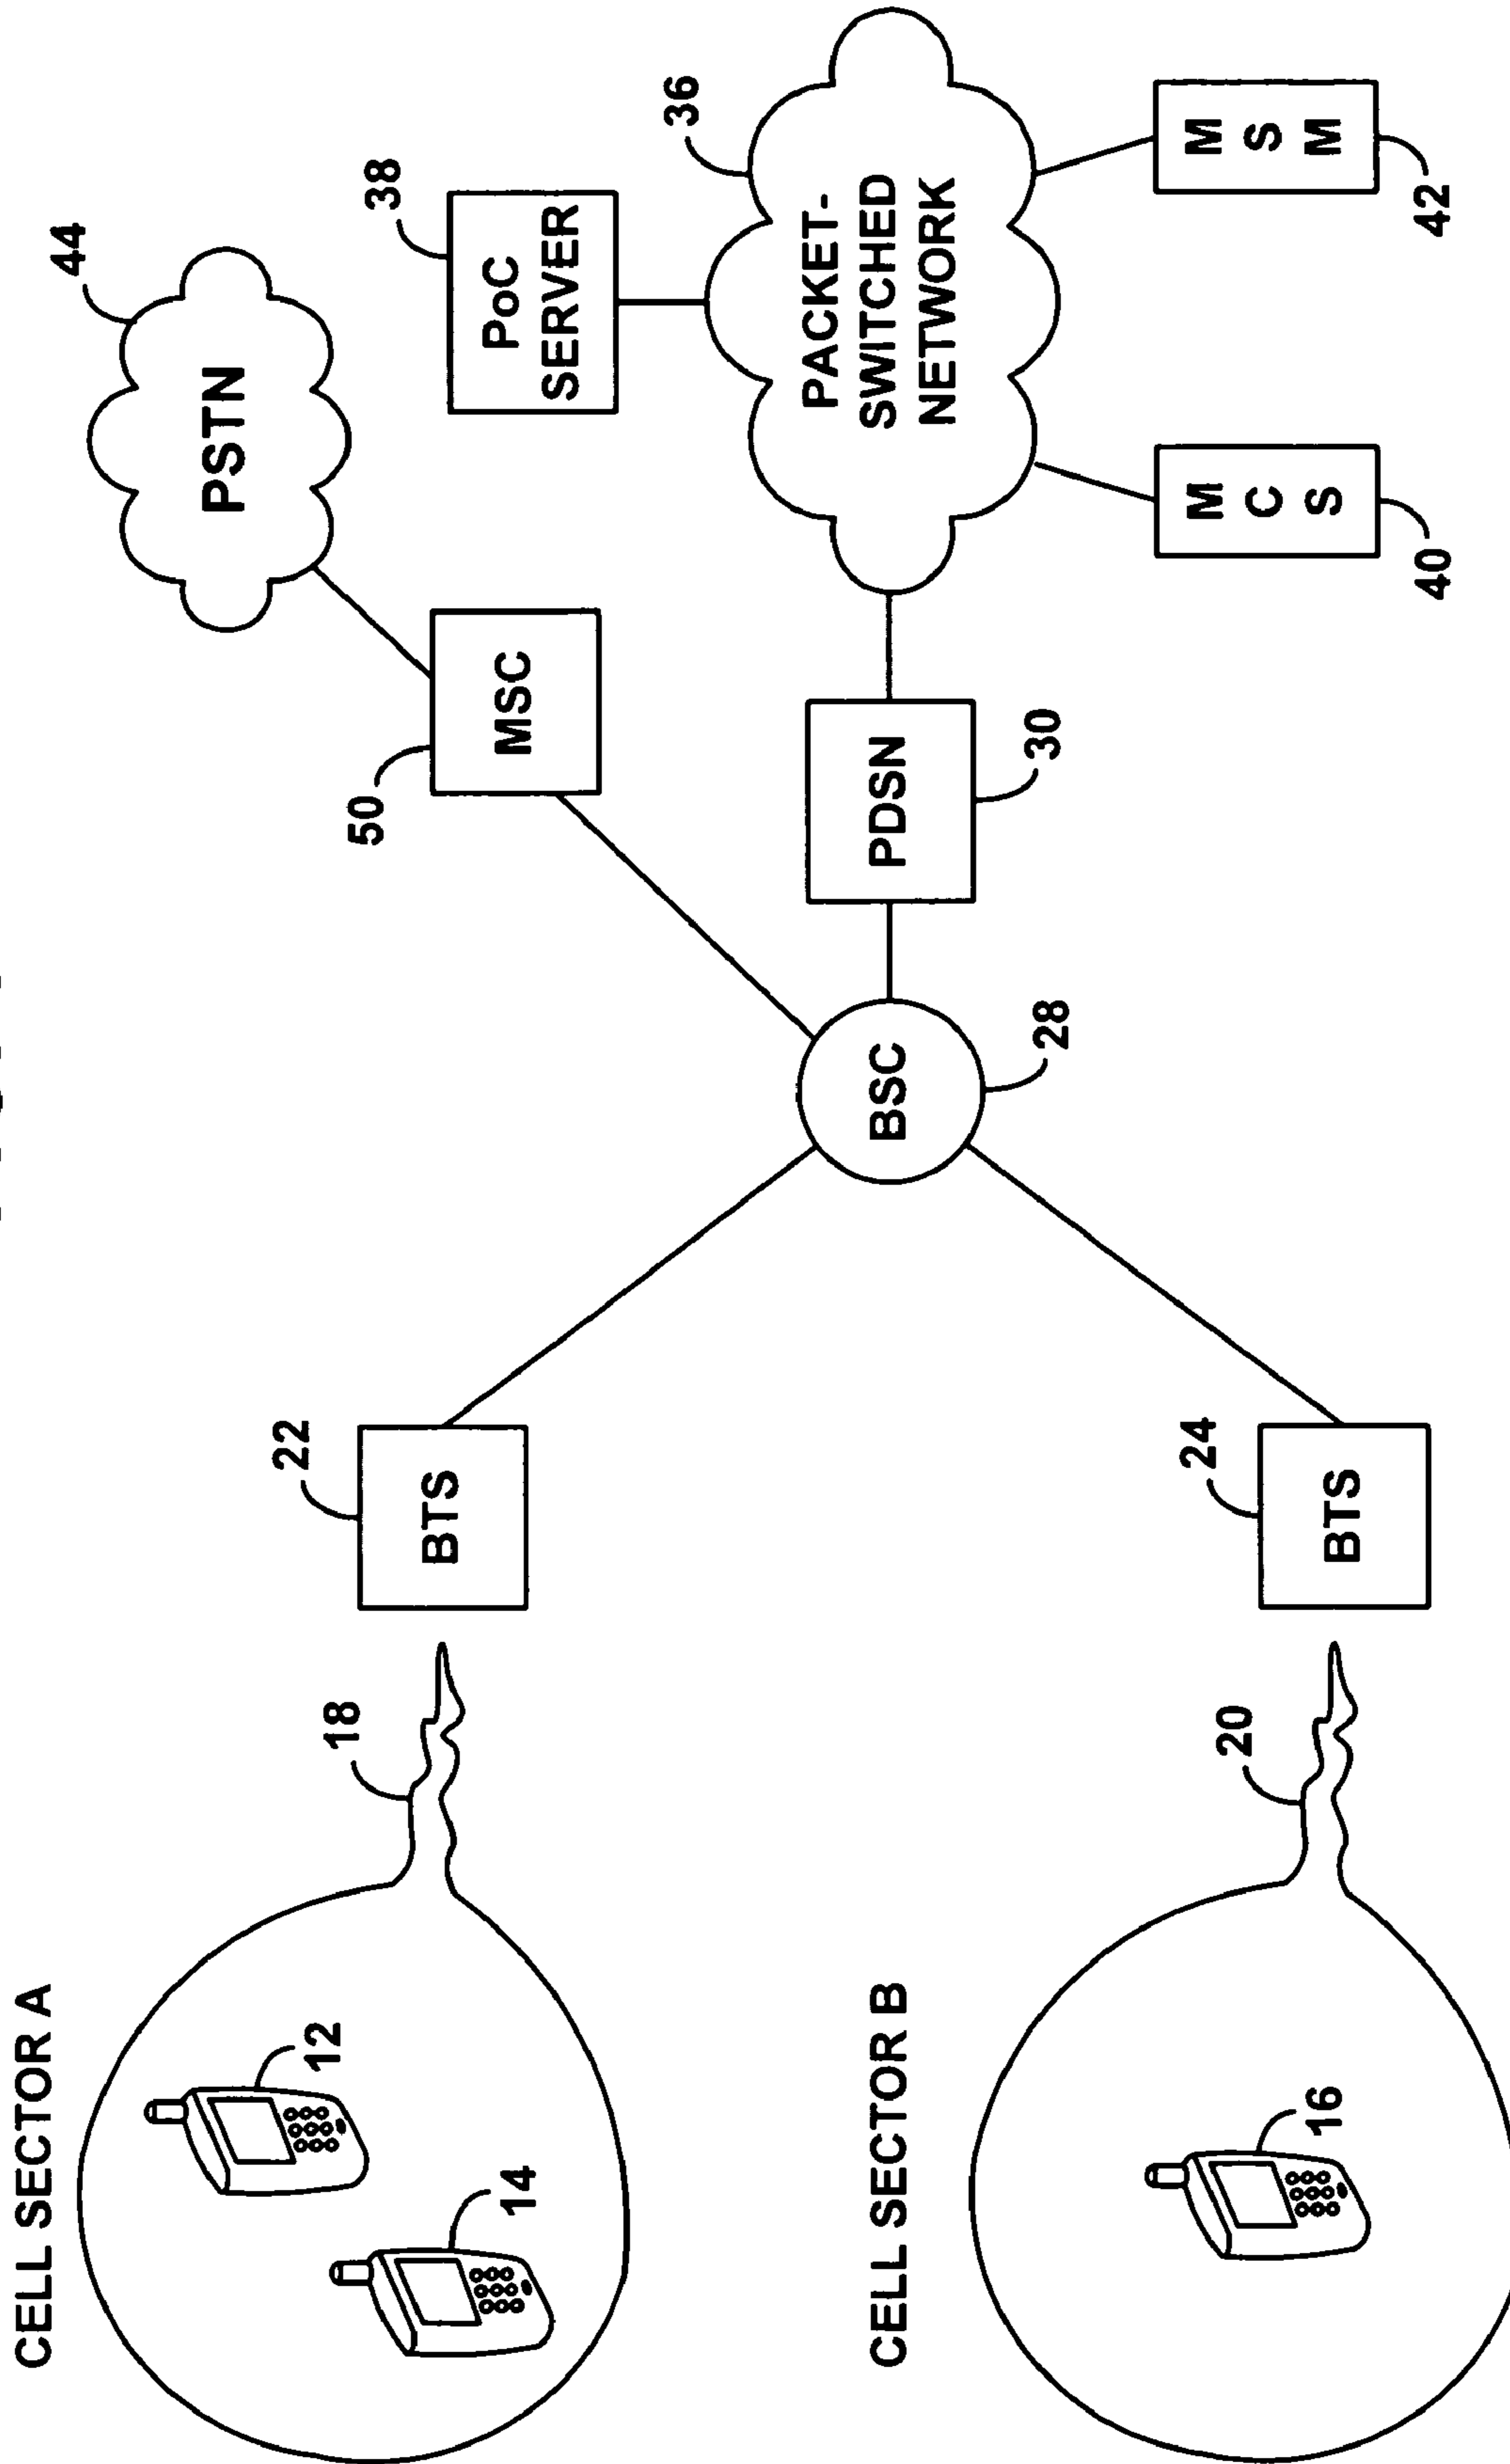 CELL SECTOR A
12
14
18
22
BTS
CELL SECTOR B
16
20
24
BTS
BSC
28
50
MSC
44
PSTN
PDSN
30
38
PoC
SERVER
36
PACKET-
SWITCHED
NETWORK
M
C
S
40
M
S
M
42